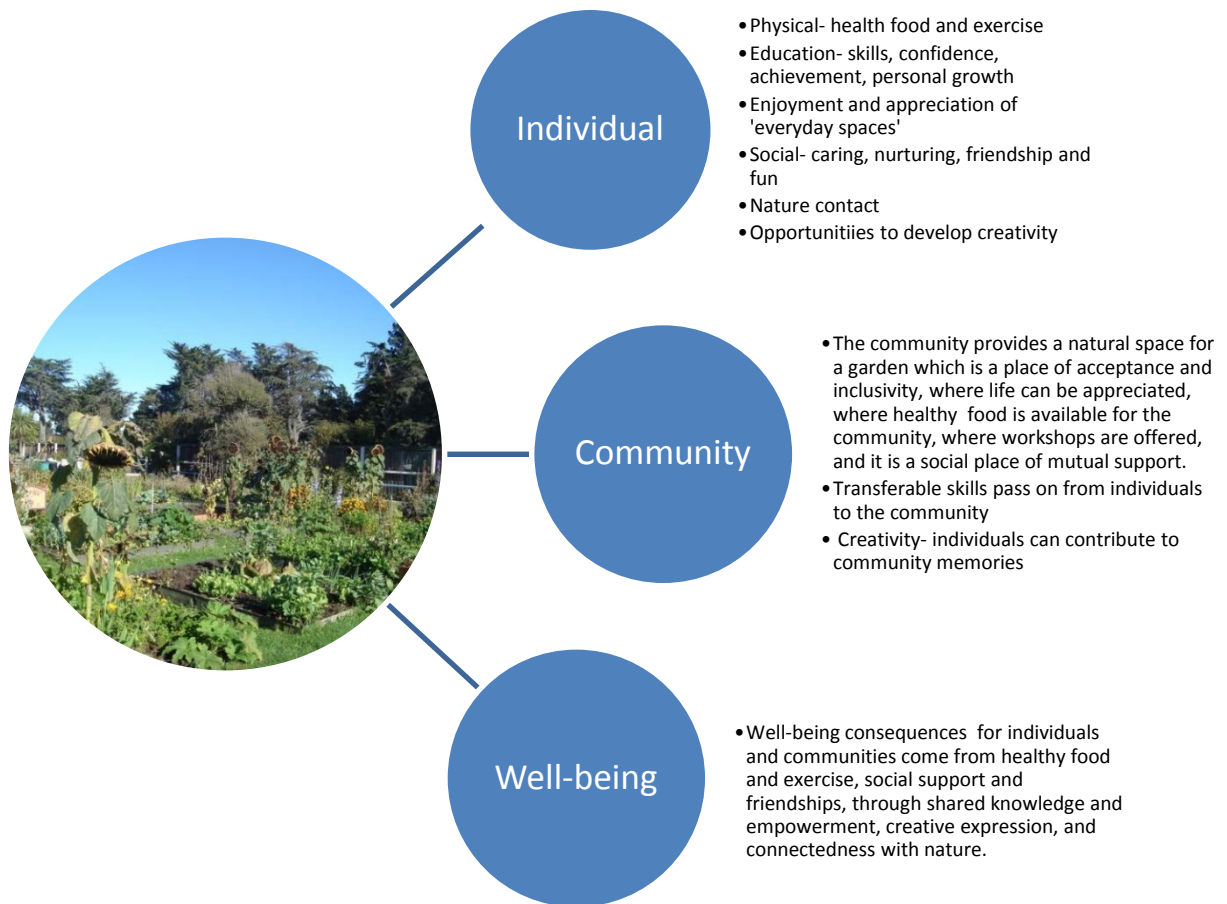 Individual
•Physical- health food and exercise
•Education- skills, confidence,
achievement, personal growth
•Enjoyment and appreciation of
'everyday spaces'
•Social- caring, nurturing, friendship and
fun
•Nature contact
•Opportunitiies to develop creativity
Community
•The community provides a natural space for
a garden which is a place of acceptance and
inclusivity, where life can be appreciated,
where healthy  food is available for the
community, where workshops are offered,
and it is a social place of mutual support.
•Transferable skills pass on from individuals
to the community
• Creativity- individuals can contribute to
community memories
Well-being
•Well-being consequences  for individuals
and communities come from healthy food
and exercise, social support and
friendships, through shared knowledge and
empowerment, creative expression, and
connectedness with nature.